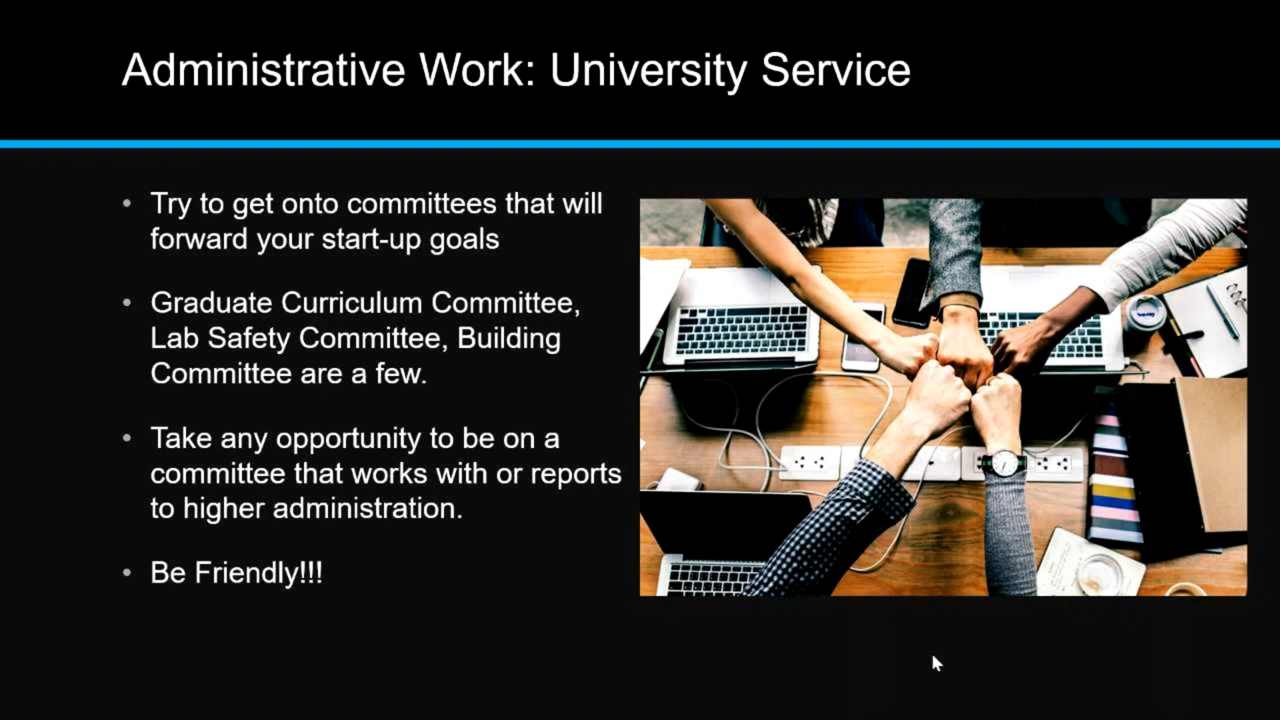 Administrative Work: University Service
• Try to get onto committees that will
forward your start-up goals
• Graduate Curriculum Committee,
Lab Safety Committee, Building
Committee are a few.
• Take any opportunity to be on a
committee that works with or reports
to higher administration.
• Be Friendly!!!